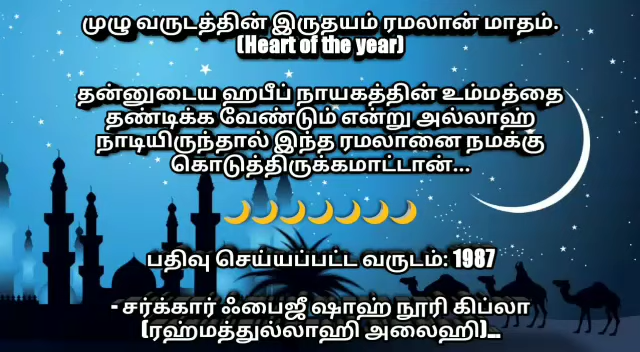 முழு வருடத்தின் இருதயம் ரமலான் மாதம்.
(Heart of the year)
தன்னுடைய ஹபீப் நாயகத்தின் உம்மத்தை
தண்டிக்க வேண்டும் என்று அல்லாஹ்
நாடியிருந்தால் இந்த ரமலானை நமக்கு
கொடுத்திருக்கமாட்டான்...
🌙🌙🌙🌙🌙🌙🌙
பதிவு செய்யப்பட்ட வருடம்: 1987
- சர்க்கார் ஃபைஜீ ஷாஹ் நூரி கிப்லா
(ரஹ்மத்துல்லாஹி அலைஹி)...